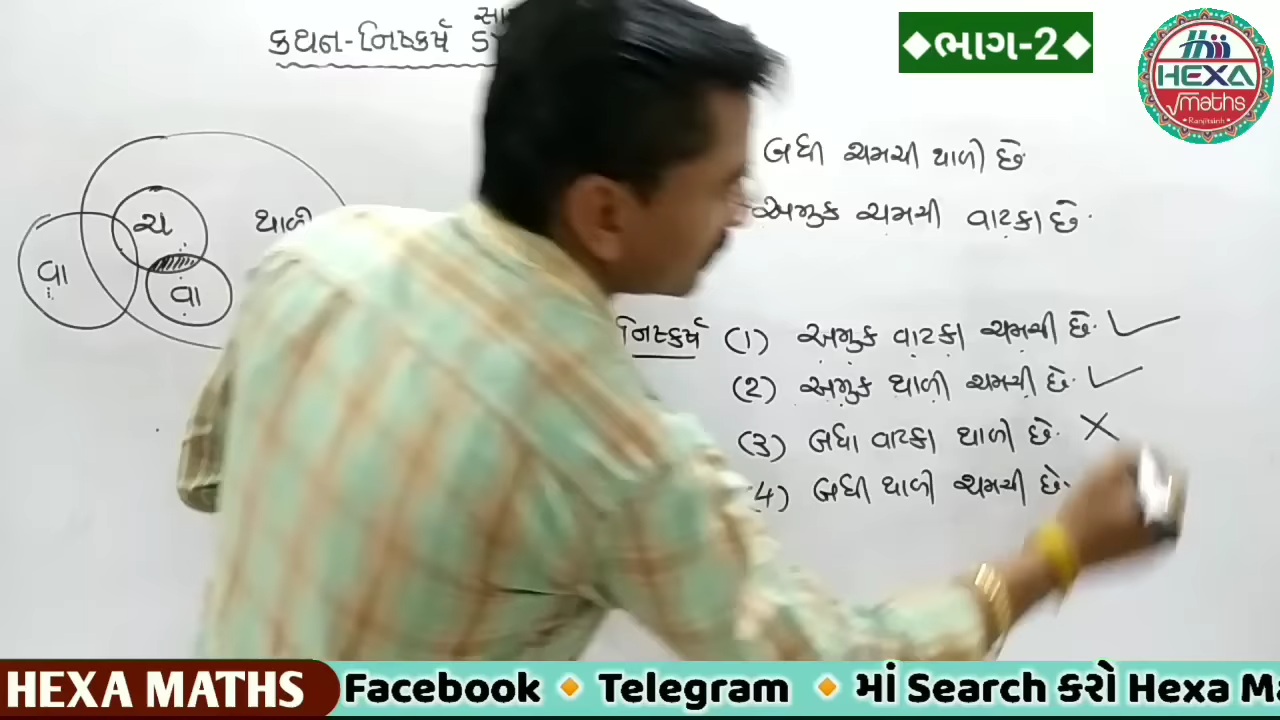 કથન-નિષ્કર્ષ
◆ભાગ-2◆
HEXA
√maths
Ranjitsinh
બધી ચમચી થાળી છે
અમુક ચમચી વાટકા છે.
ચ
થાળી
વા
વા
નિષ્કર્ષ (1) અમુક વાટકા ચમચી છે.
(2) અમુક થાળી ચમચી છે.
(3) બધા વાટકા થાળી છે.
(4) બધી થાળી ચમચી છે.
HEXA MATHS Facebook 🔸 Telegram 🔸 માં Search કરો Hexa